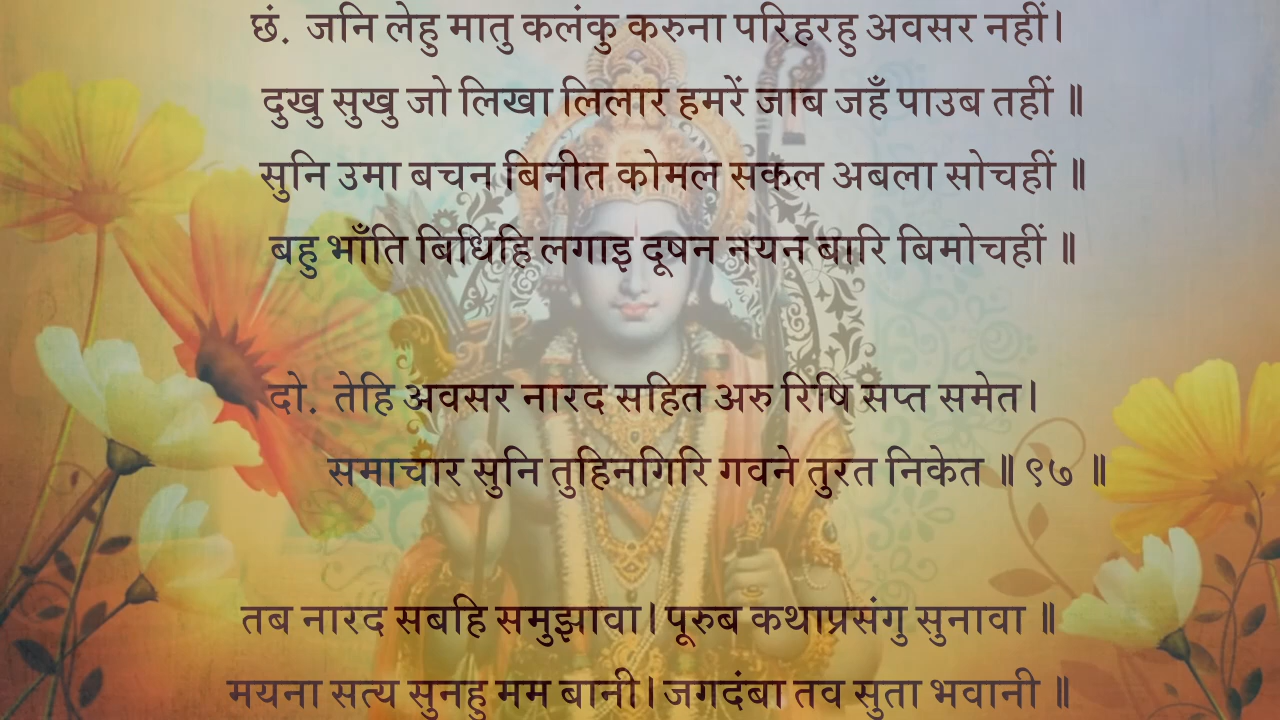 छं. जनि लेहु मातु कलंकु करुना परिहरहु अवसर नहीं।
दुखु सुखु जो लिखा लिलार हमरें जाब जहँ पाउब तहीं ॥
सुनि उमा बचन बिनीत कोमल सकल अबला सोचहीं ॥
बहु भाँति बिधिहि लगाइ दूषन नयन बारि बिमोचहीं ॥
दो. तेहि अवसर नारद सहित अरु रिषि सप्त समेत।
समाचार सुनि तुहिनगिरि गवने तुरत निकेत ॥ ९७ ॥
तब नारद सबहि समुझावा। पूरुब कथाप्रसंगु सुनावा ॥
मयना सत्य सुनहु मम बानी। जगदंबा तव सुता भवानी ॥